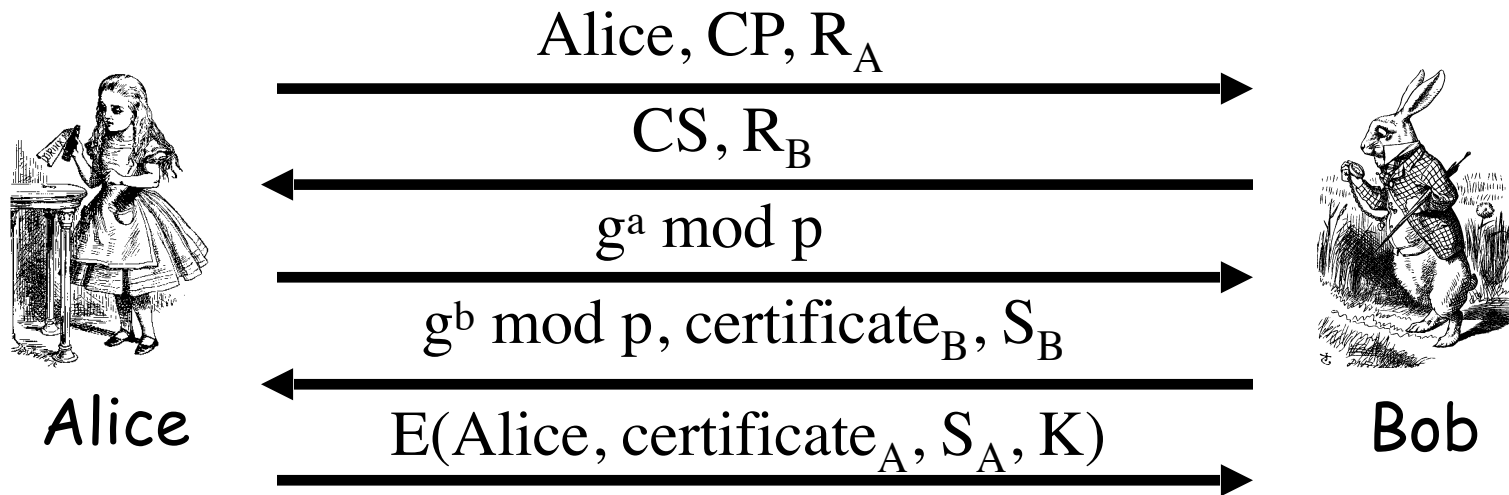 Alice, CP, R_A
CS, R_B
g^a mod p
g^b mod p, certificate_B, S_B
E(Alice, certificate_A, S_A, K)
Alice
Bob